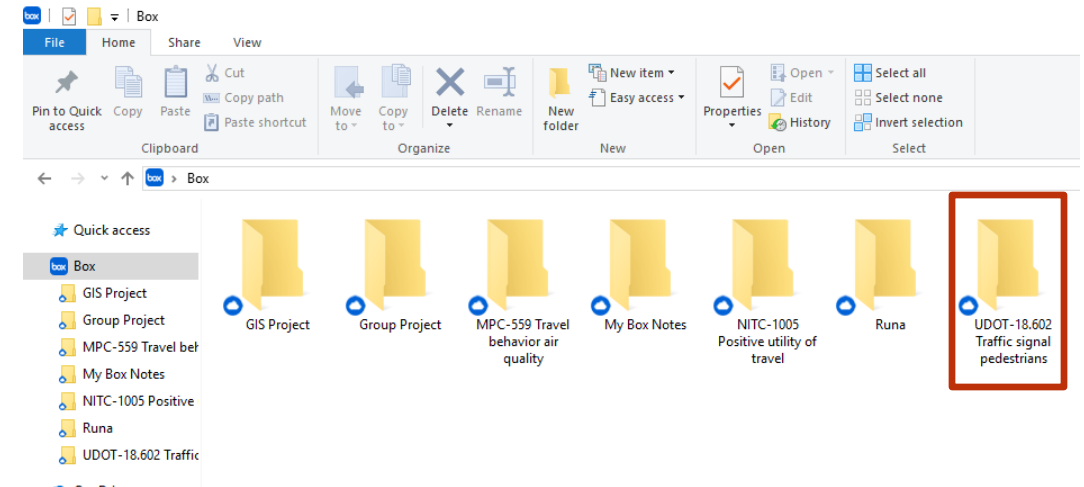 box
Box
File Home Share View
Pin to Quick access
Copy
Paste
Cut
Copy path
Paste shortcut
Clipboard
Move to
Copy to
Delete
Rename
Organize
New folder
New item
Easy access
New
Properties
Open
Edit
History
Open
Select all
Select none
Invert selection
Select
box Box
Quick access
box Box
GIS Project
Group Project
MPC-559 Travel beh
My Box Notes
NITC-1005 Positive
Runa
UDOT-18.602 Traffic
GIS Project
Group Project
MPC-559 Travel
behavior air
quality
My Box Notes
NITC-1005
Positive utility of
travel
Runa
UDOT-18.602
Traffic signal
pedestrians